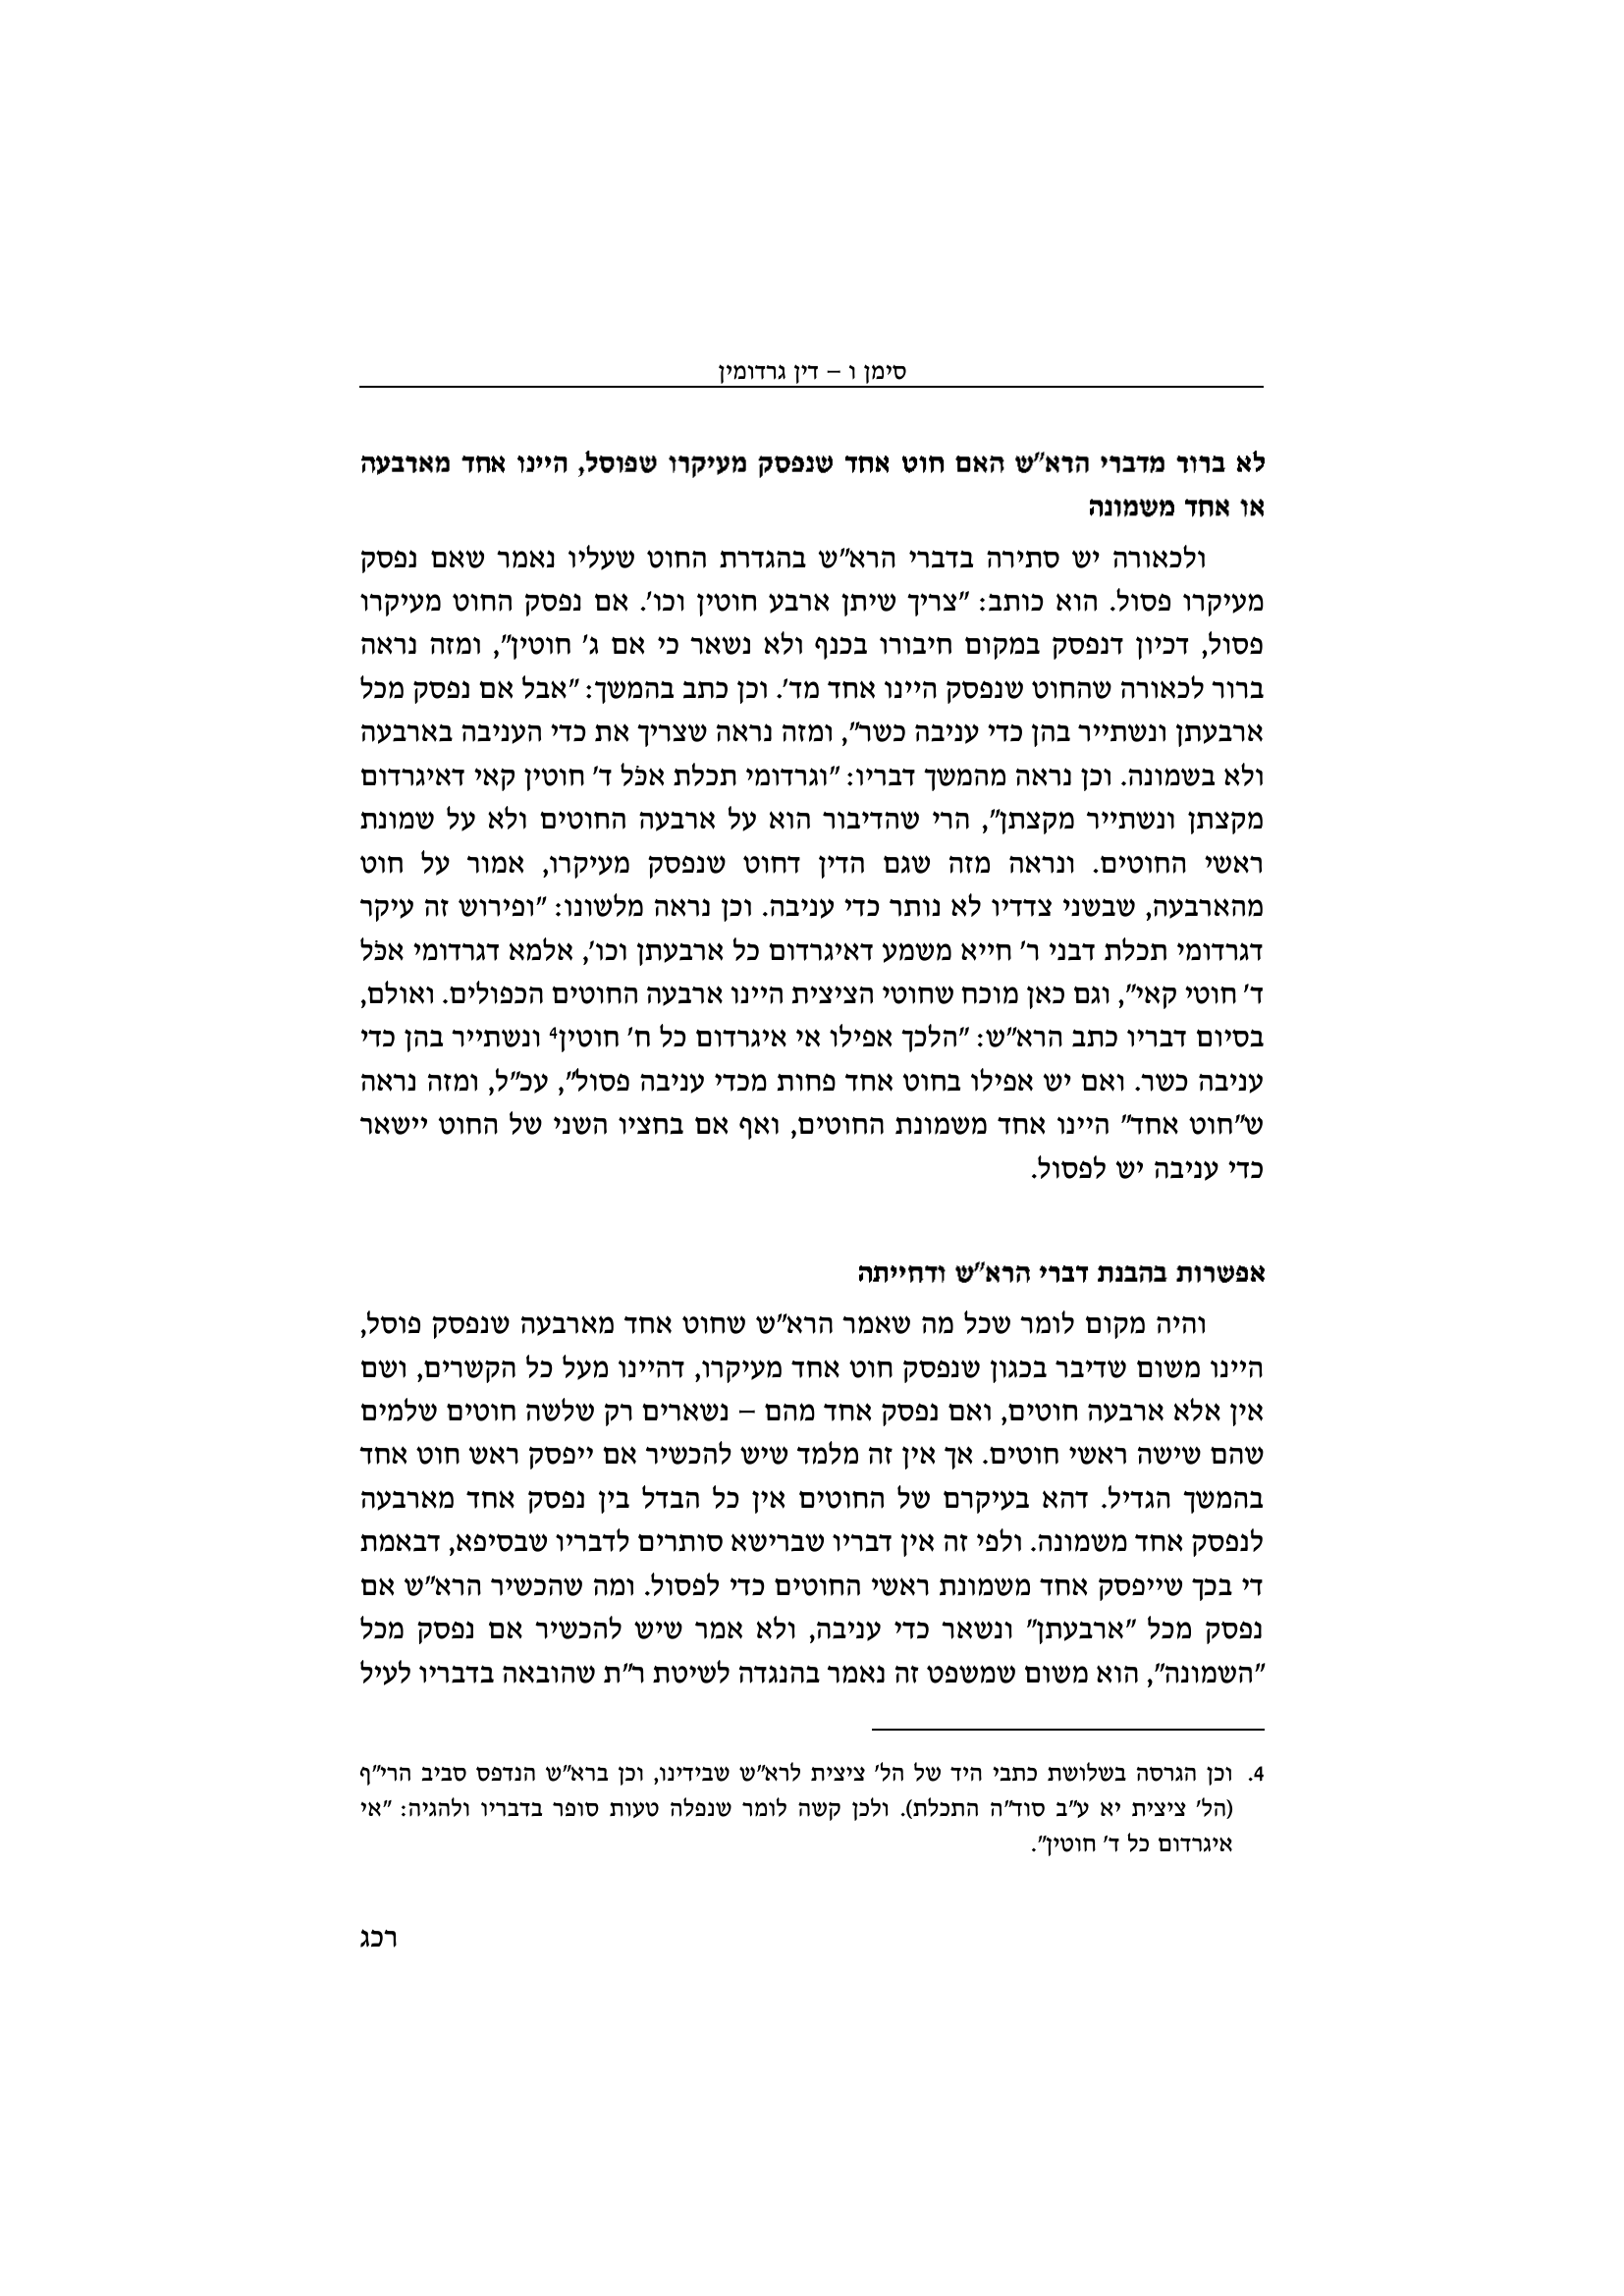 סימן ו – דין גרדומין
לא ברור מדברי הרא"ש האם חוט אחד שנפסק מעיקרו שפוסל, היינו אחד מארבעה
או אחד משמונה
ולכאורה יש סתירה בדברי הרא"ש בהגדרת החוט שעליו נאמר שאם נפסק
מעיקרו פסול. הוא כותב: "צריך שיתן ארבע חוטין וכו'. אם נפסק החוט מעיקרו
פסול, דכיון דנפסק במקום חיבורו בכנף ולא נשאר כי אם ג' חוטין", ומזה נראה
ברור לכאורה שהחוט שנפסק היינו אחד מד'. וכן כתב בהמשך: "אבל אם נפסק מכל
ארבעתן ונשתייר בהן כדי עניבה כשר", ומזה נראה שצריך את כדי העניבה בארבעה
ולא בשמונה. וכן נראה מהמשך דבריו: "וגרדומי תכלת אכֹּל ד' חוטין קאי דאיגרדום
מקצתן ונשתייר מקצתן", הרי שהדיבור הוא על ארבעה החוטים ולא על שמונת
ראשי החוטים. ונראה מזה שגם הדין דחוט שנפסק מעיקרו, אמור על חוט
מהארבעה, שבשני צדדיו לא נותר כדי עניבה. וכן נראה מלשונו: "ופירוש זה עיקר
דגרדומי תכלת דבני ר' חייא משמע דאיגרדום כל ארבעתן וכו', אלמא דגרדומי אכֹּל
ד' חוטי קאי", וגם כאן מוכח שחוטי הציצית היינו ארבעה החוטים הכפולים. ואולם,
בסיום דבריו כתב הרא"ש: "הלכך אפילו אי איגרדום כל ח' חוטין4 ונשתייר בהן כדי
עניבה כשר. ואם יש אפילו בחוט אחד פחות מכדי עניבה פסול", עכ"ל, ומזה נראה
ש"חוט אחד" היינו אחד משמונת החוטים, ואף אם בחציו השני של החוט יישאר
כדי עניבה יש לפסול.
אפשרות בהבנת דברי הרא"ש ודחייתה
והיה מקום לומר שכל מה שאמר הרא"ש שחוט אחד מארבעה שנפסק פוסל,
היינו משום שדיבר בכגון שנפסק חוט אחד מעיקרו, דהיינו מעל כל הקשרים, ושם
אין אלא ארבעה חוטים, ואם נפסק אחד מהם – נשארים רק שלשה חוטים שלמים
שהם שישה ראשי חוטים. אך אין זה מלמד שיש להכשיר אם ייפסק ראש חוט אחד
בהמשך הגדיל. דהא בעיקרם של החוטים אין כל הבדל בין נפסק אחד מארבעה
לנפסק אחד משמונה. ולפי זה אין דבריו שברישא סותרים לדבריו שבסיפא, דבאמת
די בכך שייפסק אחד משמונת ראשי החוטים כדי לפסול. ומה שהכשיר הרא"ש אם
נפסק מכל "ארבעתן" ונשאר כדי עניבה, ולא אמר שיש להכשיר אם נפסק מכל
"השמונה", הוא משום שמשפט זה נאמר בהנגדה לשיטת ר"ת שהובאה בדבריו לעיל
4. וכן הגרסה בשלושת כתבי היד של הל' ציצית לרא"ש שבידינו, וכן ברא"ש הנדפס סביב הרי"ף
(הל' ציצית יא ע"ב סוד"ה התכלת). ולכן קשה לומר שנפלה טעות סופר בדבריו ולהגיה: "אי
איגרדום כל ד' חוטין".
רכג